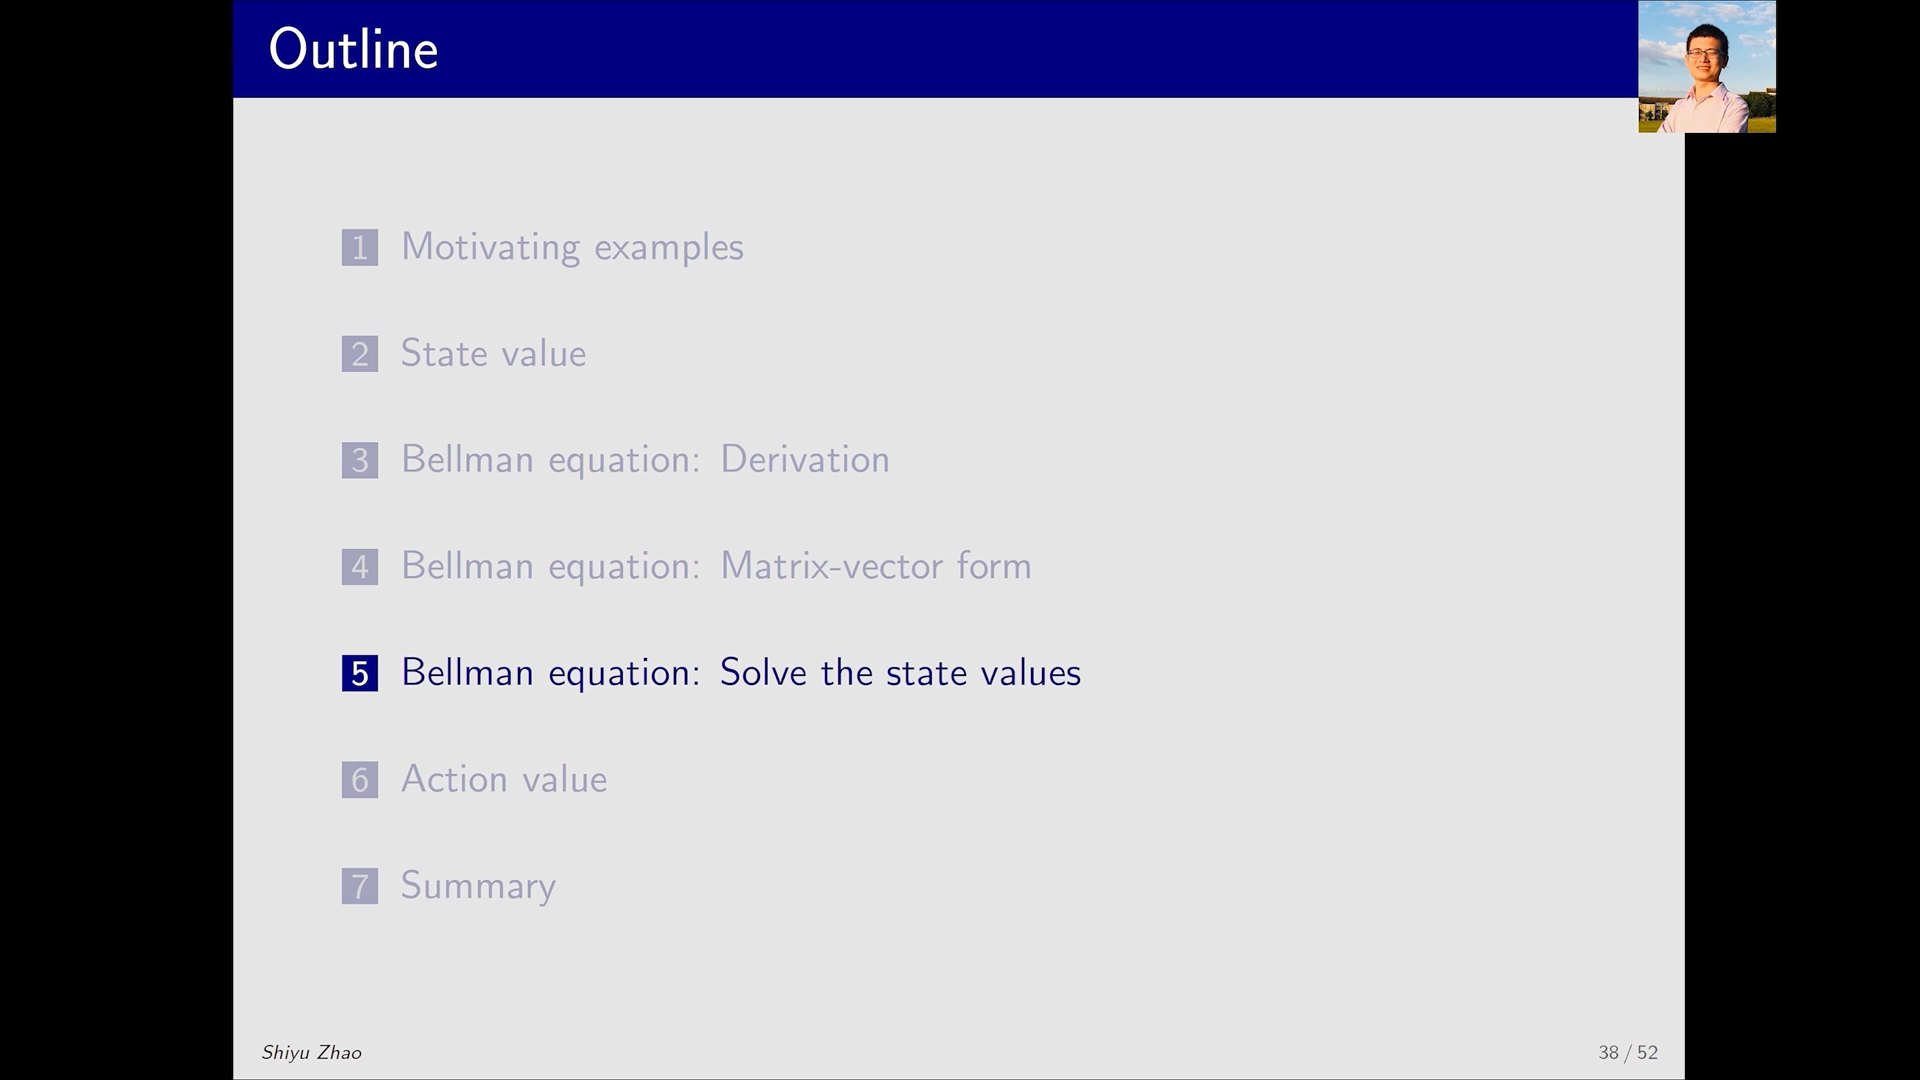 Outline
1 Motivating examples
2 State value
3 Bellman equation: Derivation
4 Bellman equation: Matrix-vector form
5 Bellman equation: Solve the state values
6 Action value
7 Summary
Shiyu Zhao
38 / 52